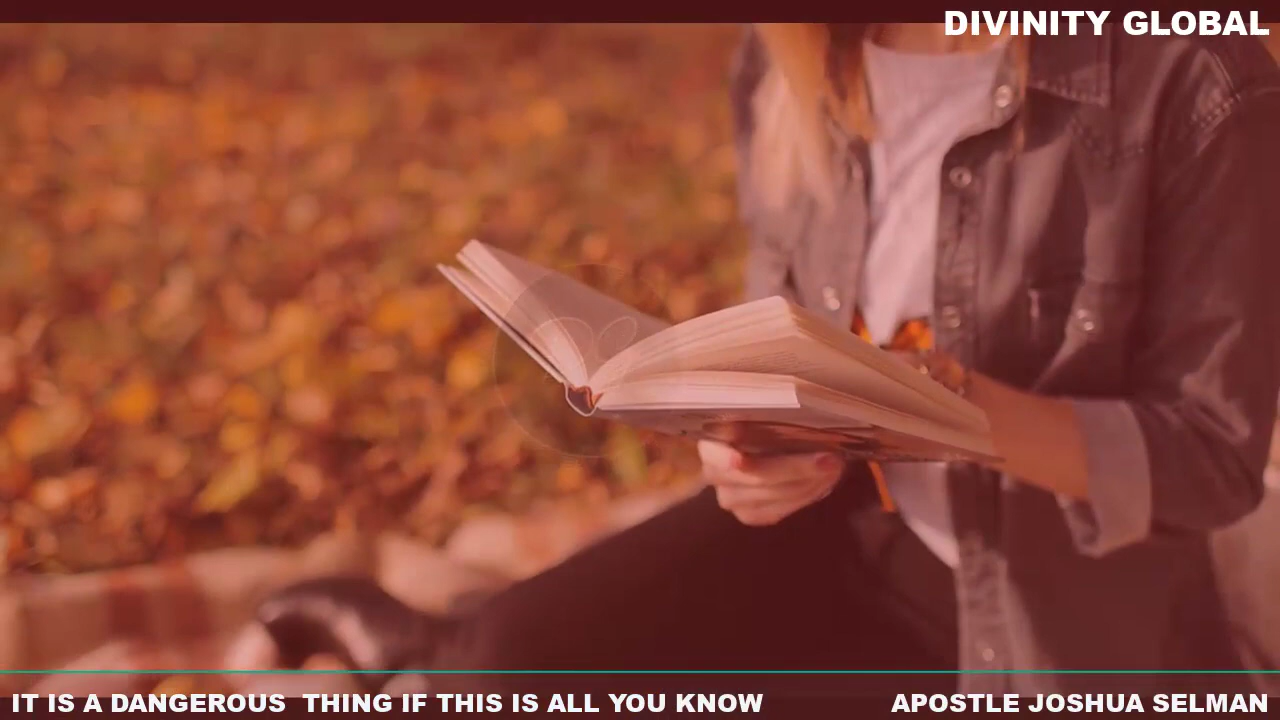 DIVINITY GLOBAL
IT IS A DANGEROUS  THING IF THIS IS ALL YOU KNOW
APOSTLE JOSHUA SELMAN